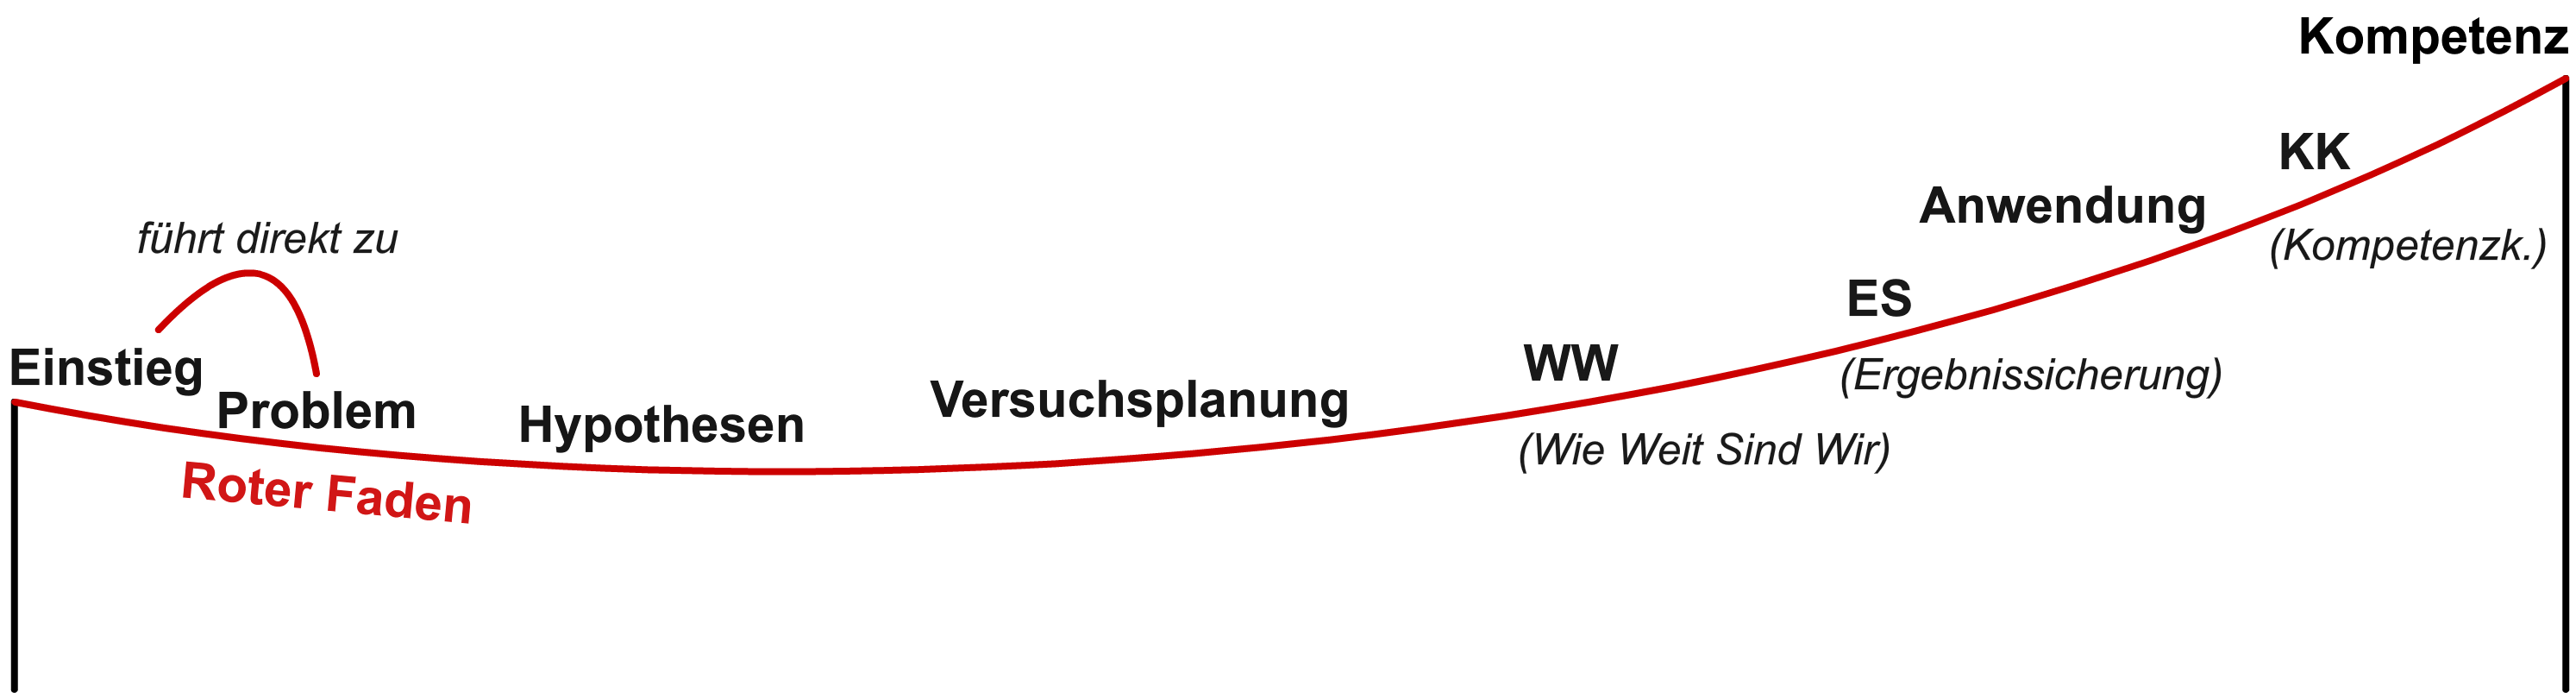 Kompetenz
KK
(Kompetenzk.)
Anwendung
führt direkt zu
ES
(Ergebnissicherung)
Einstieg
WW
(Wie Weit Sind Wir)
Problem
Hypothesen
Versuchsplanung
Roter Faden